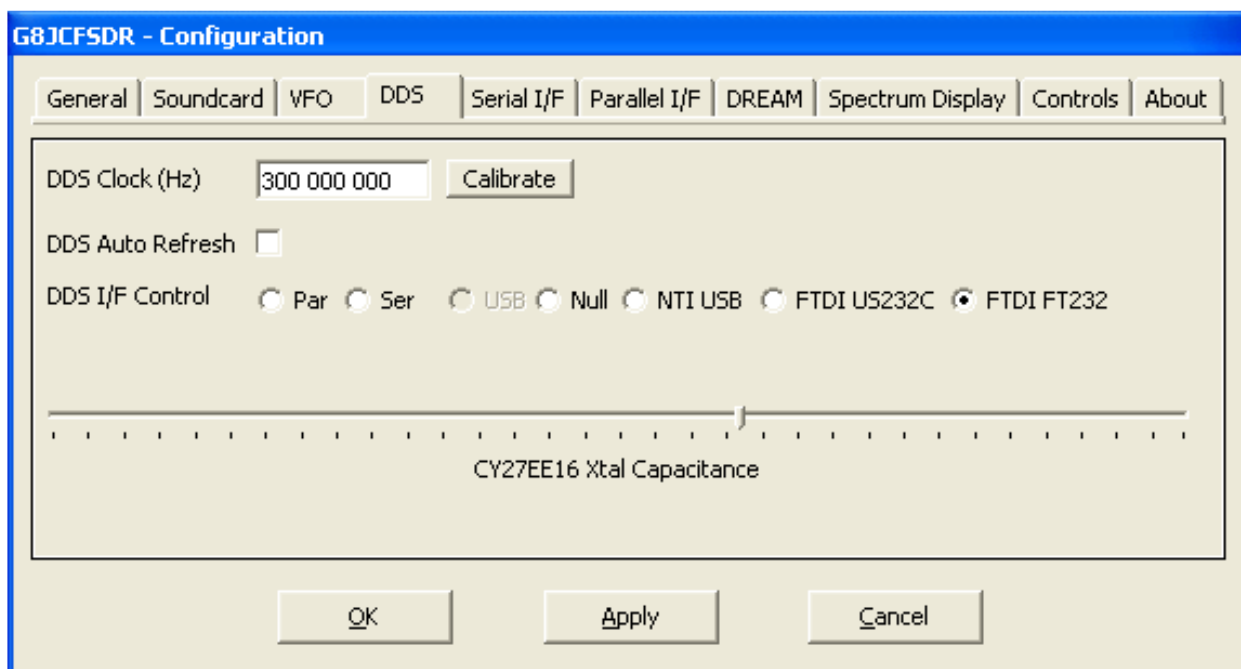 G8JCFSDR - Configuration
General Soundcard VFO DDS Serial I/F Parallel I/F DREAM Spectrum Display Controls About
DDS Clock (Hz) 300 000 000 Calibrate
DDS Auto Refresh
DDS I/F Control Par Ser USB Null NTI USB FTDI US232C FTDI FT232
CY27EE16 Xtal Capacitance
OK Apply Cancel